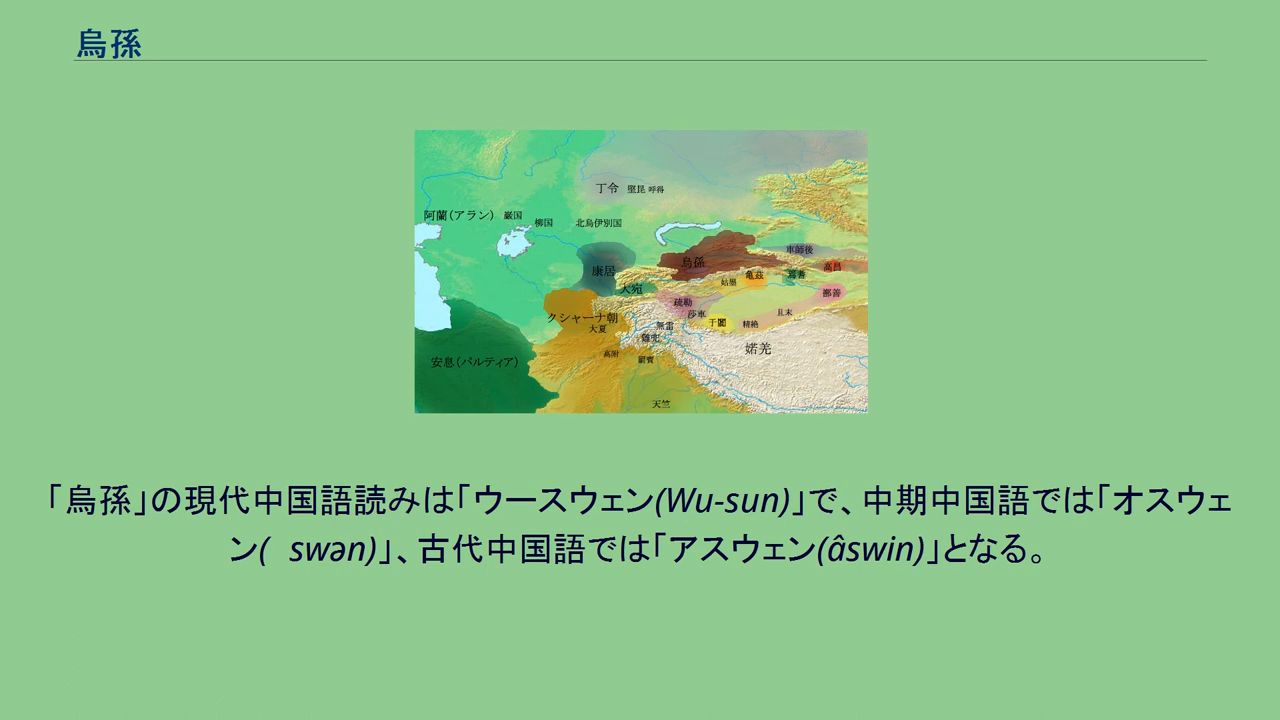 烏孫
丁令 堅昆 呼得
阿蘭(アラン) 巌国 柳国 北烏伊別国
車師後
康居 烏孫 高昌
亀茲 焉耆
大宛 姑墨
鄯善
疏勒
クシャーナ朝 莎車 且末
大夏 無雷 于闐 精絶
難兜
高附 罽賓 婼羌
安息(パルティア)
天竺
「烏孫」の現代中国語読みは「ウースウェン(Wu-sun)」で、中期中国語では「オスウェ
ン( swən)」、古代中国語では「アスウェン(âswin)」となる。